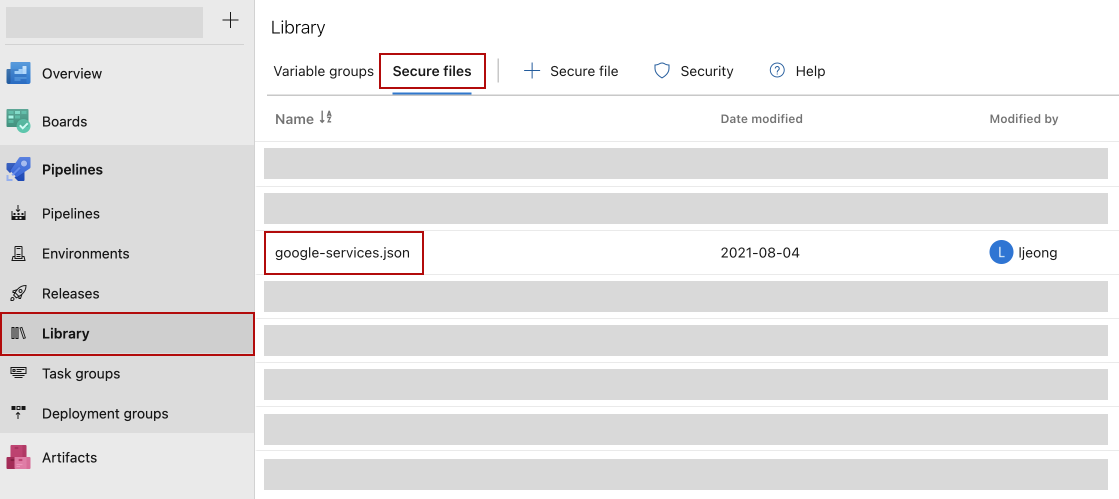 Overview
Boards
Pipelines
Pipelines
Environments
Releases
Library
Task groups
Deployment groups
Artifacts
Library
Variable groups Secure files Secure file Security Help
Name Date modified Modified by
google-services.json 2021-08-04 L ljeong